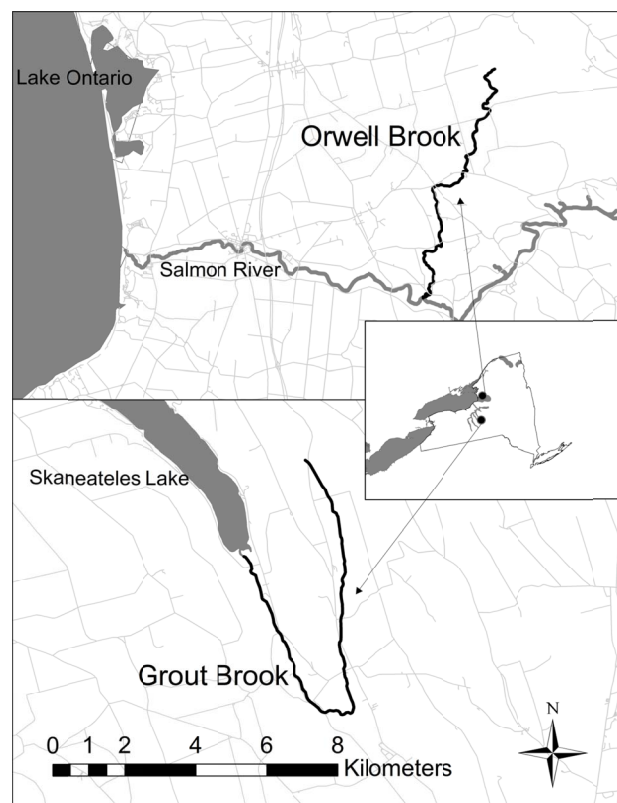 Lake Ontario
Orwell Brook
Salmon River
Skaneateles Lake
Grout Brook
N
0 1 2 4 6 8
Kilometers